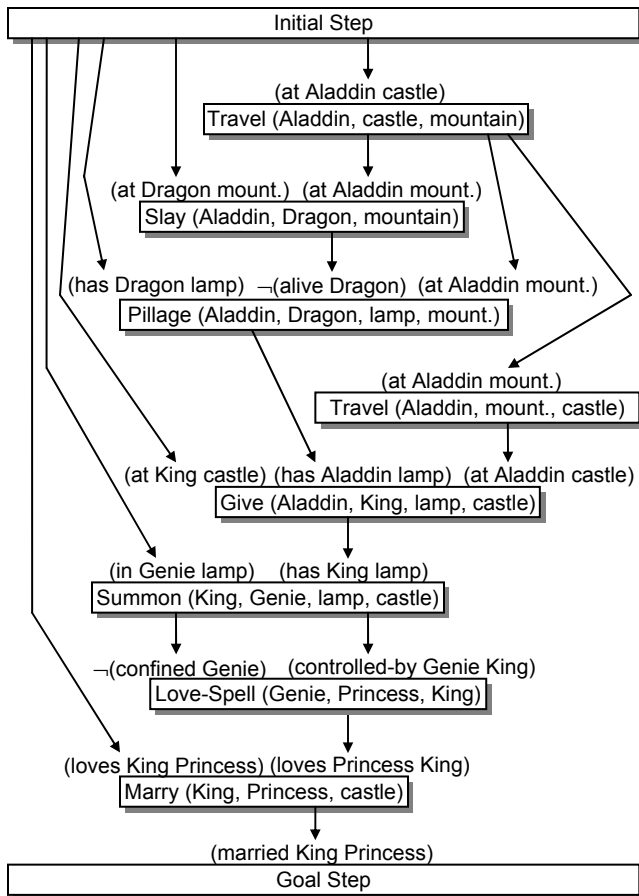 Initial Step
(at Aladdin castle)
Travel (Aladdin, castle, mountain)
(at Dragon mount.) (at Aladdin mount.)
Slay (Aladdin, Dragon, mountain)
(has Dragon lamp) ¬(alive Dragon) (at Aladdin mount.)
Pillage (Aladdin, Dragon, lamp, mount.)
(at Aladdin mount.)
Travel (Aladdin, mount., castle)
(at King castle) (has Aladdin lamp) (at Aladdin castle)
Give (Aladdin, King, lamp, castle)
(in Genie lamp) (has King lamp)
Summon (King, Genie, lamp, castle)
¬(confined Genie) (controlled-by Genie King)
Love-Spell (Genie, Princess, King)
(loves King Princess) (loves Princess King)
Marry (King, Princess, castle)
(married King Princess)
Goal Step